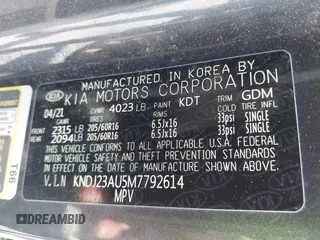 MANUFACTURED IN KOREA BY
KIA KIA MOTORS CORPORATION
04/21 GVWR 4023 LB PAINT KDT TRIM GDM
GAWR TIRES RIMS COLD TIRE INFL
2315 LB 205/60R16 6.5Jx16 33psi SINGLE
2094 LB 205/60R16 6.5Jx16 33psi SINGLE
THIS VEHICLE CONFORMS TO ALL APPLICABLE
U.S.A. FEDERAL MOTOR VEHICLE SAFETY AND
THEFT PREVENTION STANDARDS IN EFFECT ON
THE DATE OF MANUFACTURE SHOWN ABOVE.
V.I.N KNDJ23AU5M7792614
MPV
T66
DREAMBID